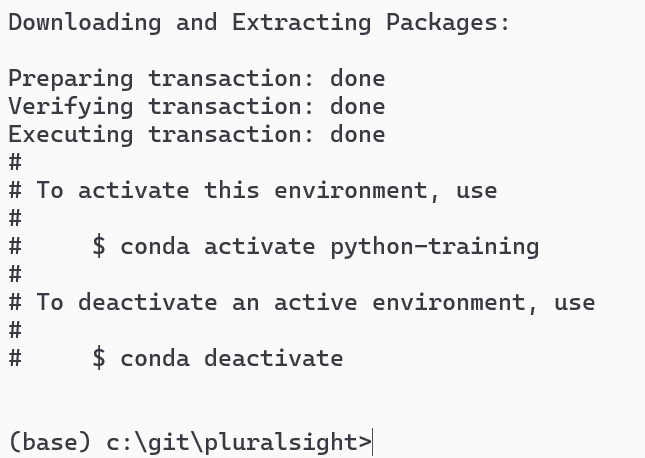 Downloading and Extracting Packages:
Preparing transaction: done
Verifying transaction: done
Executing transaction: done
#
# To activate this environment, use
#
#     $ conda activate python-training
#
# To deactivate an active environment, use
#
#     $ conda deactivate
(base) c:\git\pluralsight>